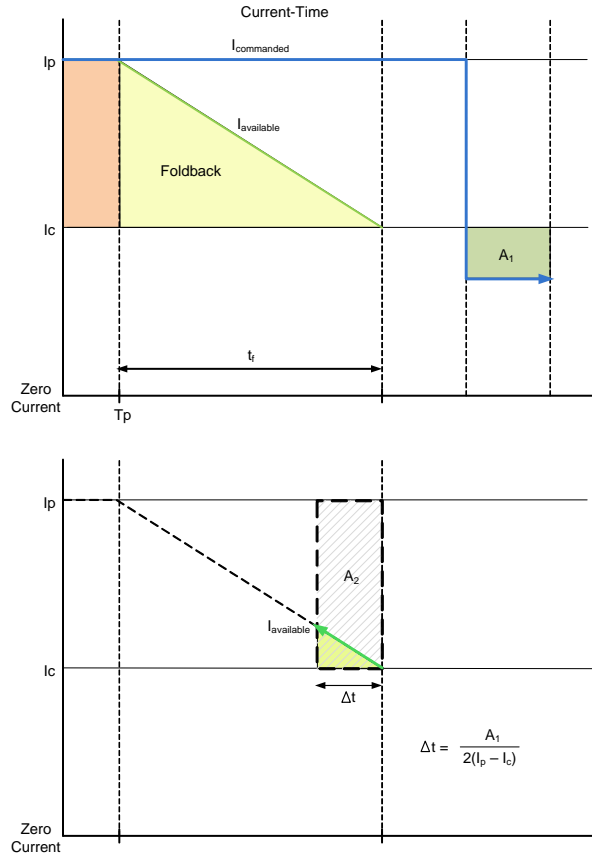 Current-Time
Ip
Icommanded
Iavailable
Foldback
Ic
A1
tf
Zero
Current
Tp
Ip
A2
Iavailable
Ic
Δt
Δt = A1
2(Ip – Ic)
Zero
Current